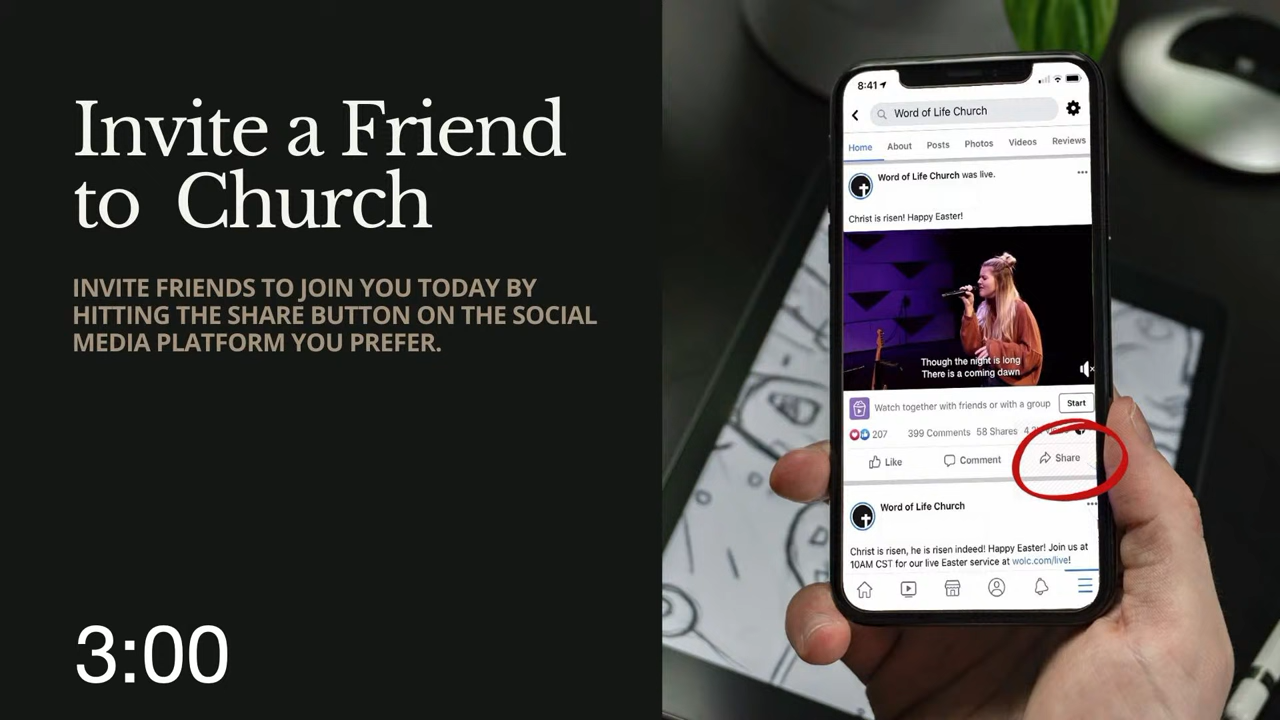 Invite a Friend
to Church
INVITE FRIENDS TO JOIN YOU TODAY BY
HITTING THE SHARE BUTTON ON THE SOCIAL
MEDIA PLATFORM YOU PREFER.
3:00
8:41
Word of Life Church
Home About Posts Photos Videos Reviews
Word of Life Church was live.
Christ is risen! Happy Easter!
Though the night is long
There is a coming dawn
Watch together with friends or with a group Start
207 399 Comments 58 Shares
Like Comment Share
Word of Life Church
Christ is risen, he is risen indeed! Happy Easter! Join us at
10AM CST for our live Easter service at wolc.com/live!